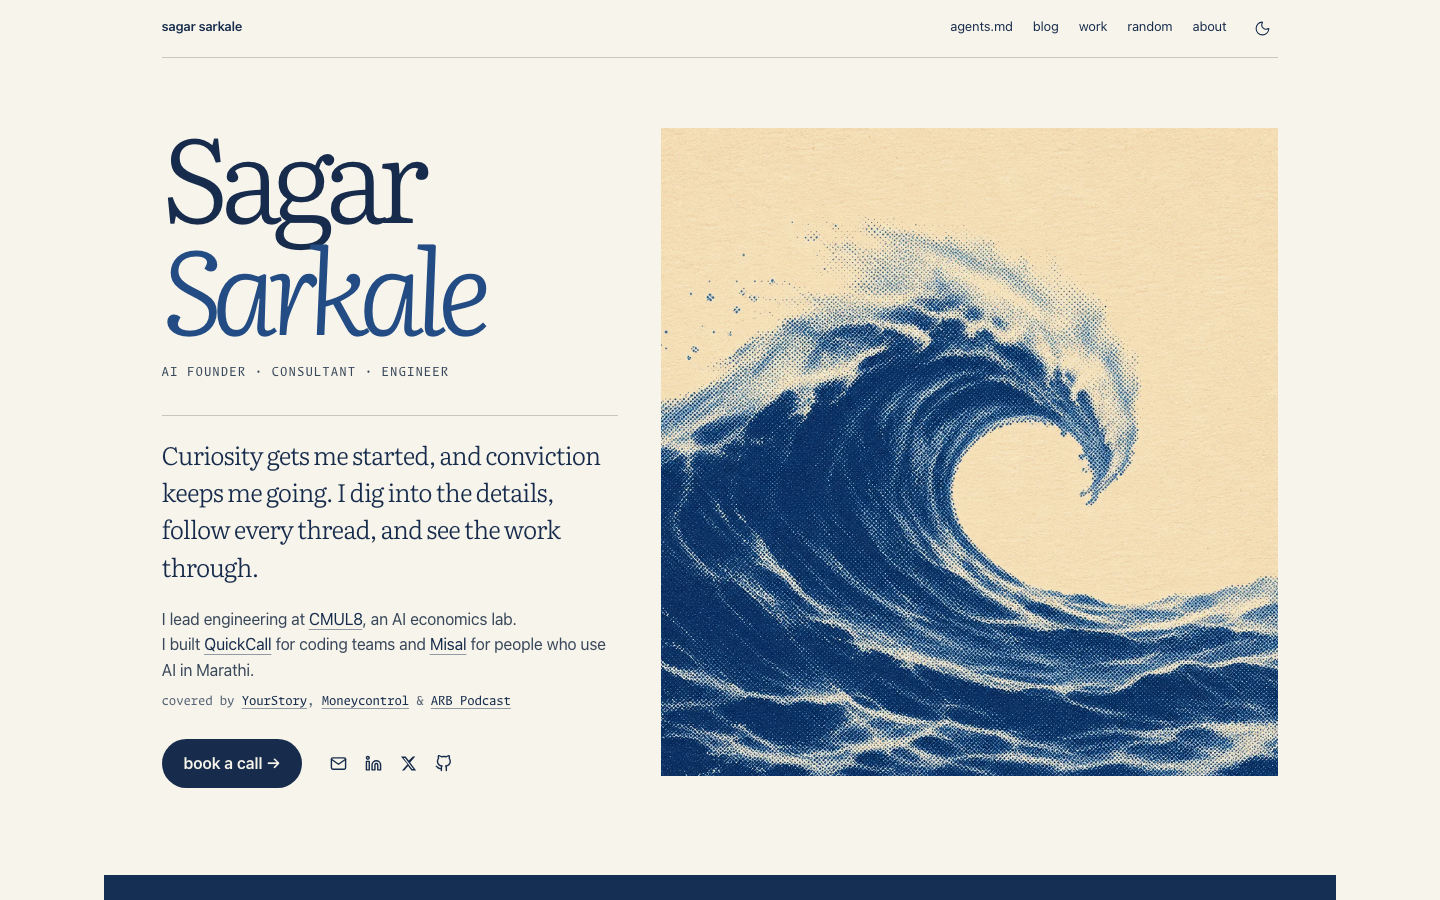 sagar sarkale
agents.md blog work random about
Sagar
Sarkale
AI FOUNDER · CONSULTANT · ENGINEER
Curiosity gets me started, and conviction
keeps me going. I dig into the details,
follow every thread, and see the work
through.
I lead engineering at CMUL8, an AI economics lab.
I built QuickCall for coding teams and Misal for people who use
AI in Marathi.
covered by YourStory, Moneycontrol & ARB Podcast
book a call →